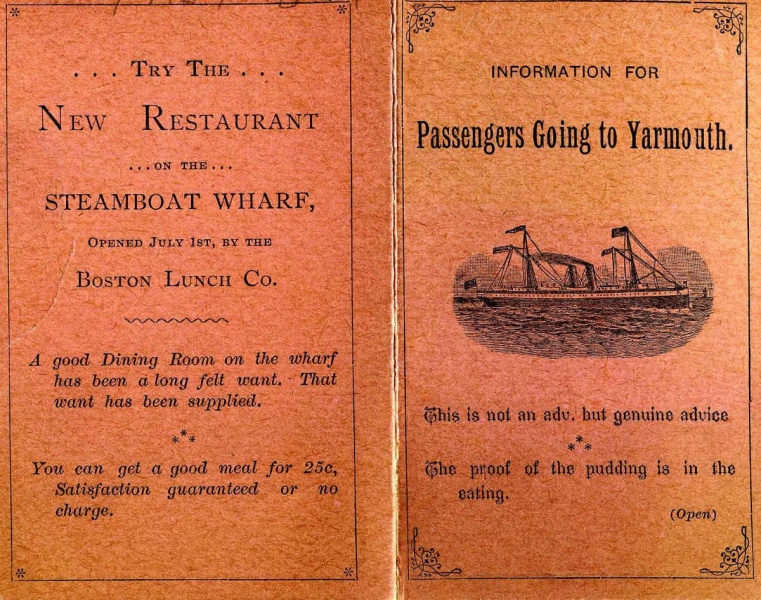 . . . TRY THE . . .
NEW RESTAURANT
. . . ON THE . . .
STEAMBOAT WHARF,
OPENED JULY 1ST, BY THE
BOSTON LUNCH CO.
A good Dining Room on the wharf
has been a long felt want. That
want has been supplied.
You can get a good meal for 25c,
Satisfaction guaranteed or no
charge.
INFORMATION FOR
Passengers Going to Yarmouth.
This is not an adv. but genuine advice
The proof of the pudding is in the
eating.
(Open)